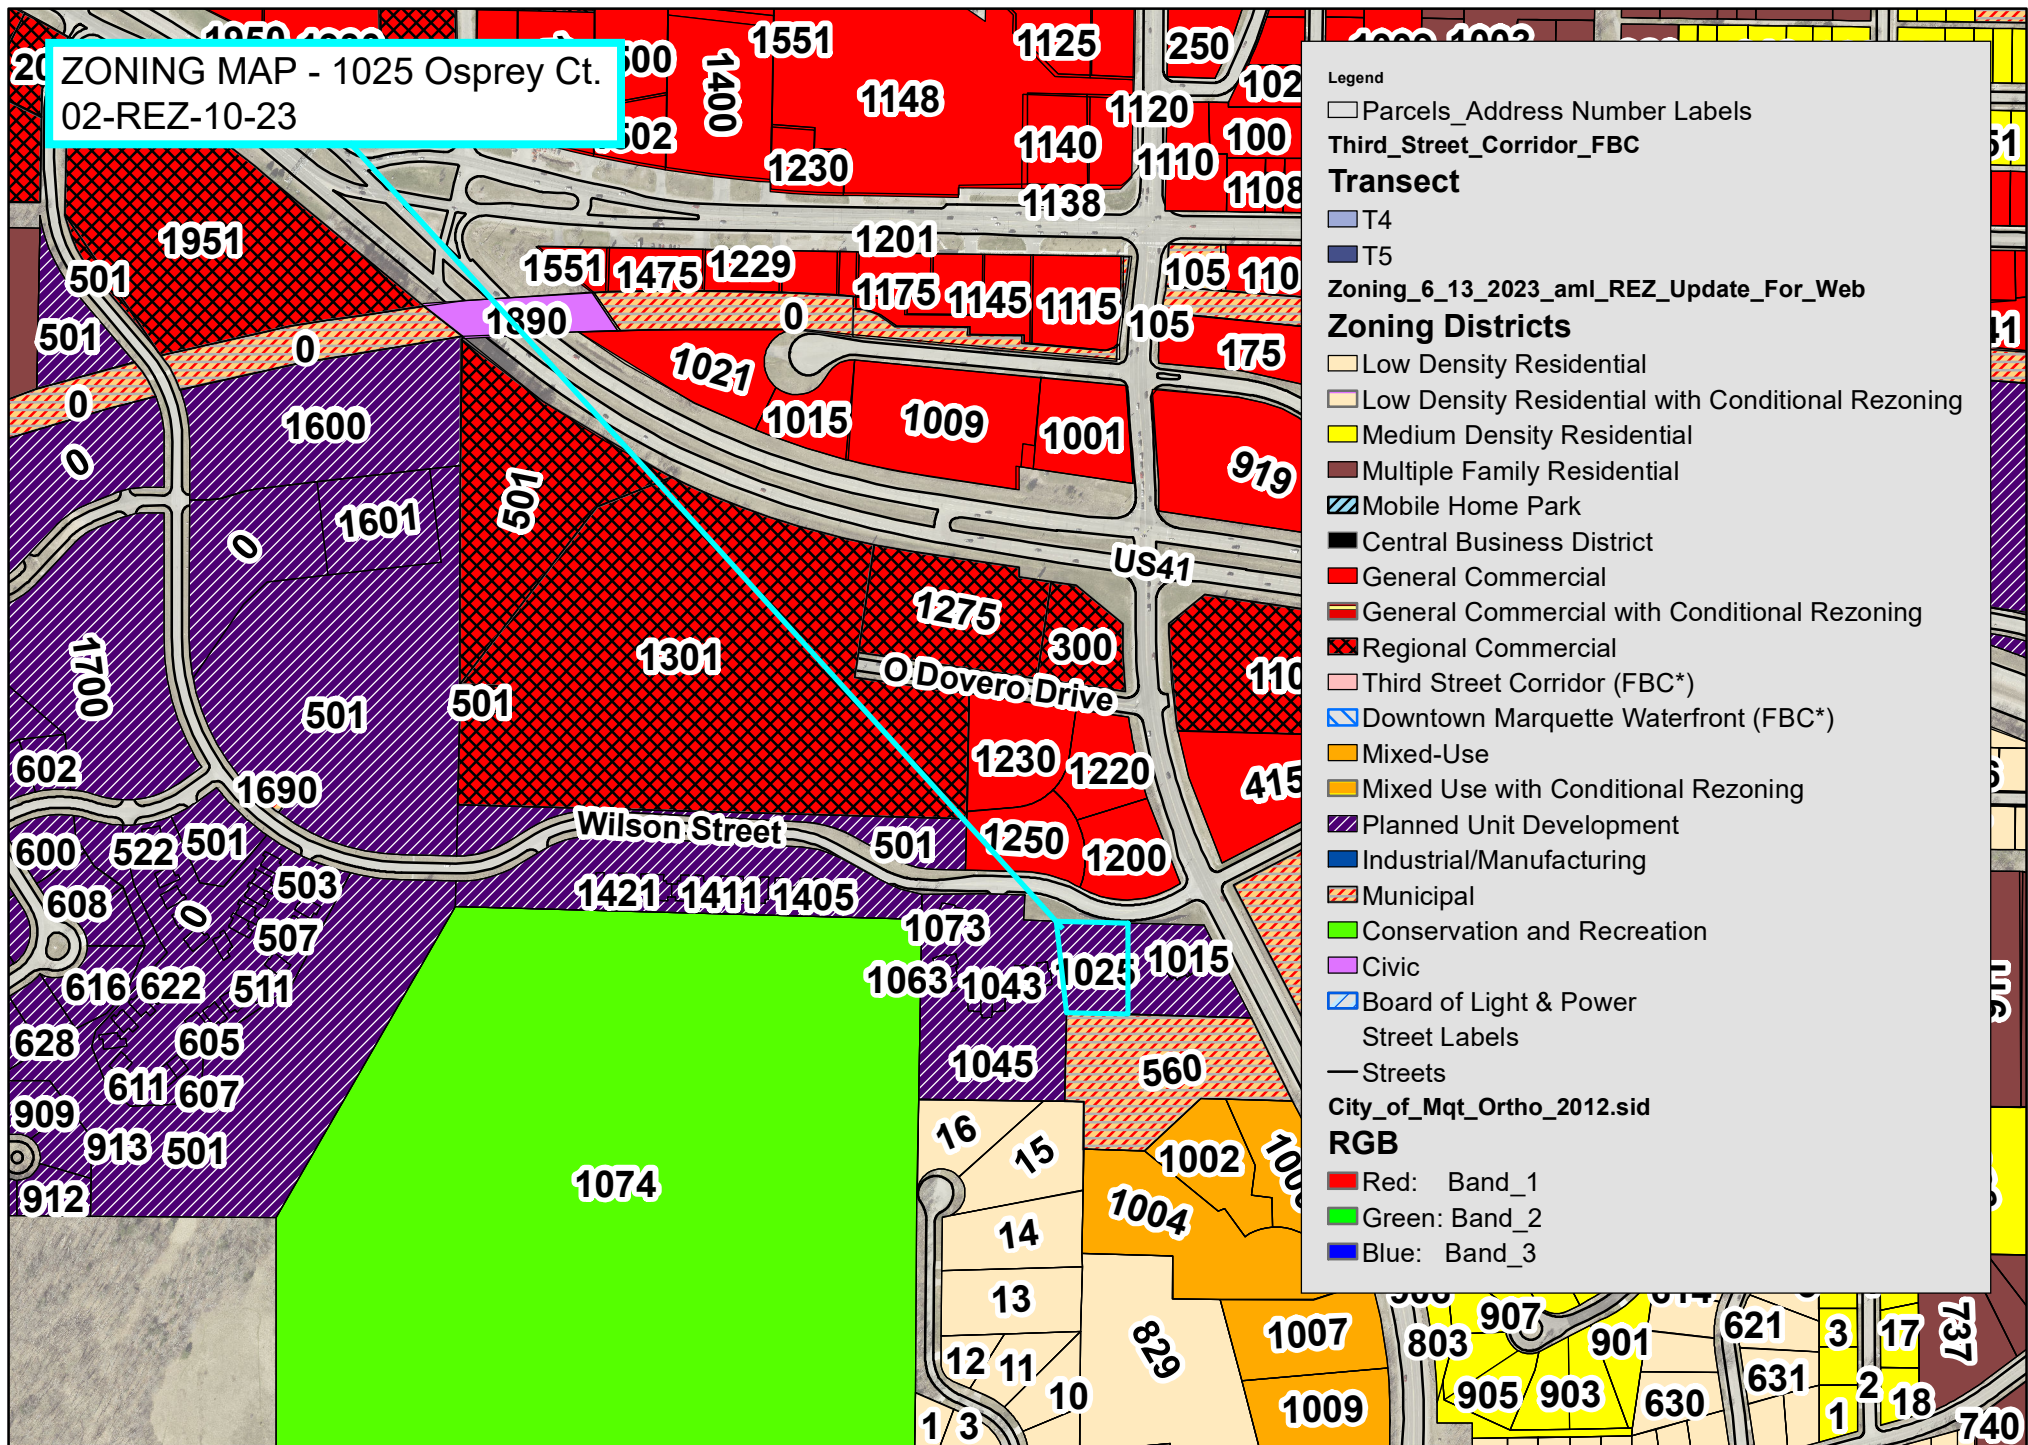 ZONING MAP - 1025 Osprey Ct.
02-REZ-10-23
Legend
Parcels_Address Number Labels
Third_Street_Corridor_FBC
Transect
T4
T5
Zoning_6_13_2023_aml_REZ_Update_For_Web
Zoning Districts
Low Density Residential
Low Density Residential with Conditional Rezoning
Medium Density Residential
Multiple Family Residential
Mobile Home Park
Central Business District
General Commercial
General Commercial with Conditional Rezoning
Regional Commercial
Third Street Corridor (FBC*)
Downtown Marquette Waterfront (FBC*)
Mixed-Use
Mixed Use with Conditional Rezoning
Planned Unit Development
Industrial/Manufacturing
Municipal
Conservation and Recreation
Civic
Board of Light & Power
Street Labels
Streets
City_of_Mqt_Ortho_2012.sid
RGB
Red: Band_1
Green: Band_2
Blue: Band_3
1551
1125
250
1400
1148
1120
1140
100
1230
1110
1108
1138
1951
1201
501
1551
1475
1229
105
110
1175
1145
1115
1890
0
105
501
0
175
1021
0
1015
1009
1001
1600
919
0
501
1601
0
US41
1275
300
1301
1700
O Dovero Drive
501
501
1230
1220
602
415
1690
Wilson Street
501
1250
1200
600
522
501
503
1421
1411
1405
608
0
507
1073
1015
1025
1063
1043
616
622
511
628
605
1045
560
611
607
909
913
501
16
15
1002
1074
912
1004
14
13
829
1007
907
803
901
621
3
17
737
12
11
10
905
903
630
631
2
18
1
1009
1
3
740